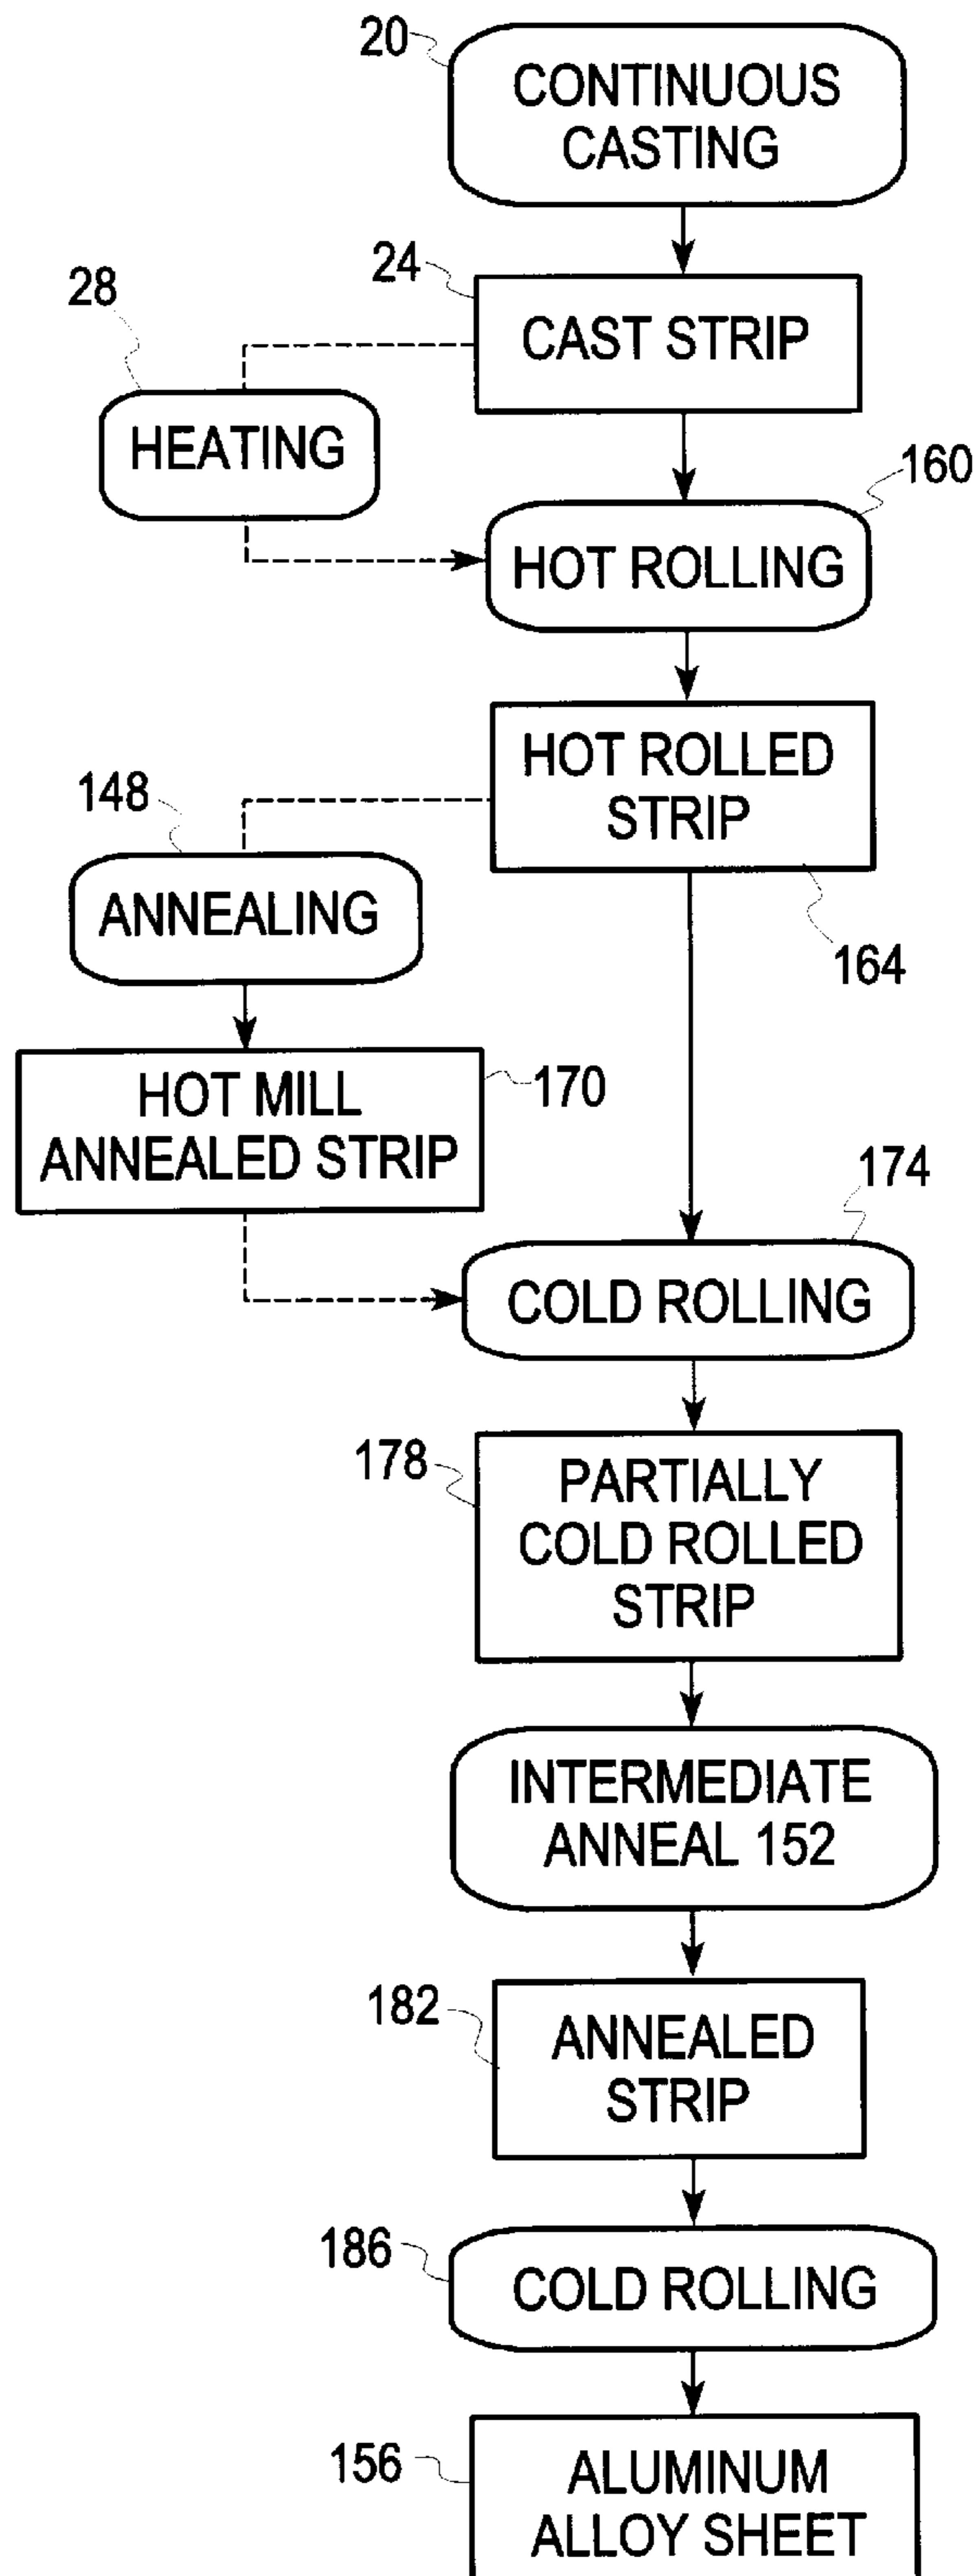 20
CONTINUOUS
CASTING
24
CAST STRIP
28
HEATING
160
HOT ROLLING
HOT ROLLED
STRIP
164
148
ANNEALING
HOT MILL
ANNEALED STRIP
170
174
COLD ROLLING
178
PARTIALLY
COLD ROLLED
STRIP
INTERMEDIATE
ANNEAL 152
182
ANNEALED
STRIP
186
COLD ROLLING
156
ALUMINUM
ALLOY SHEET